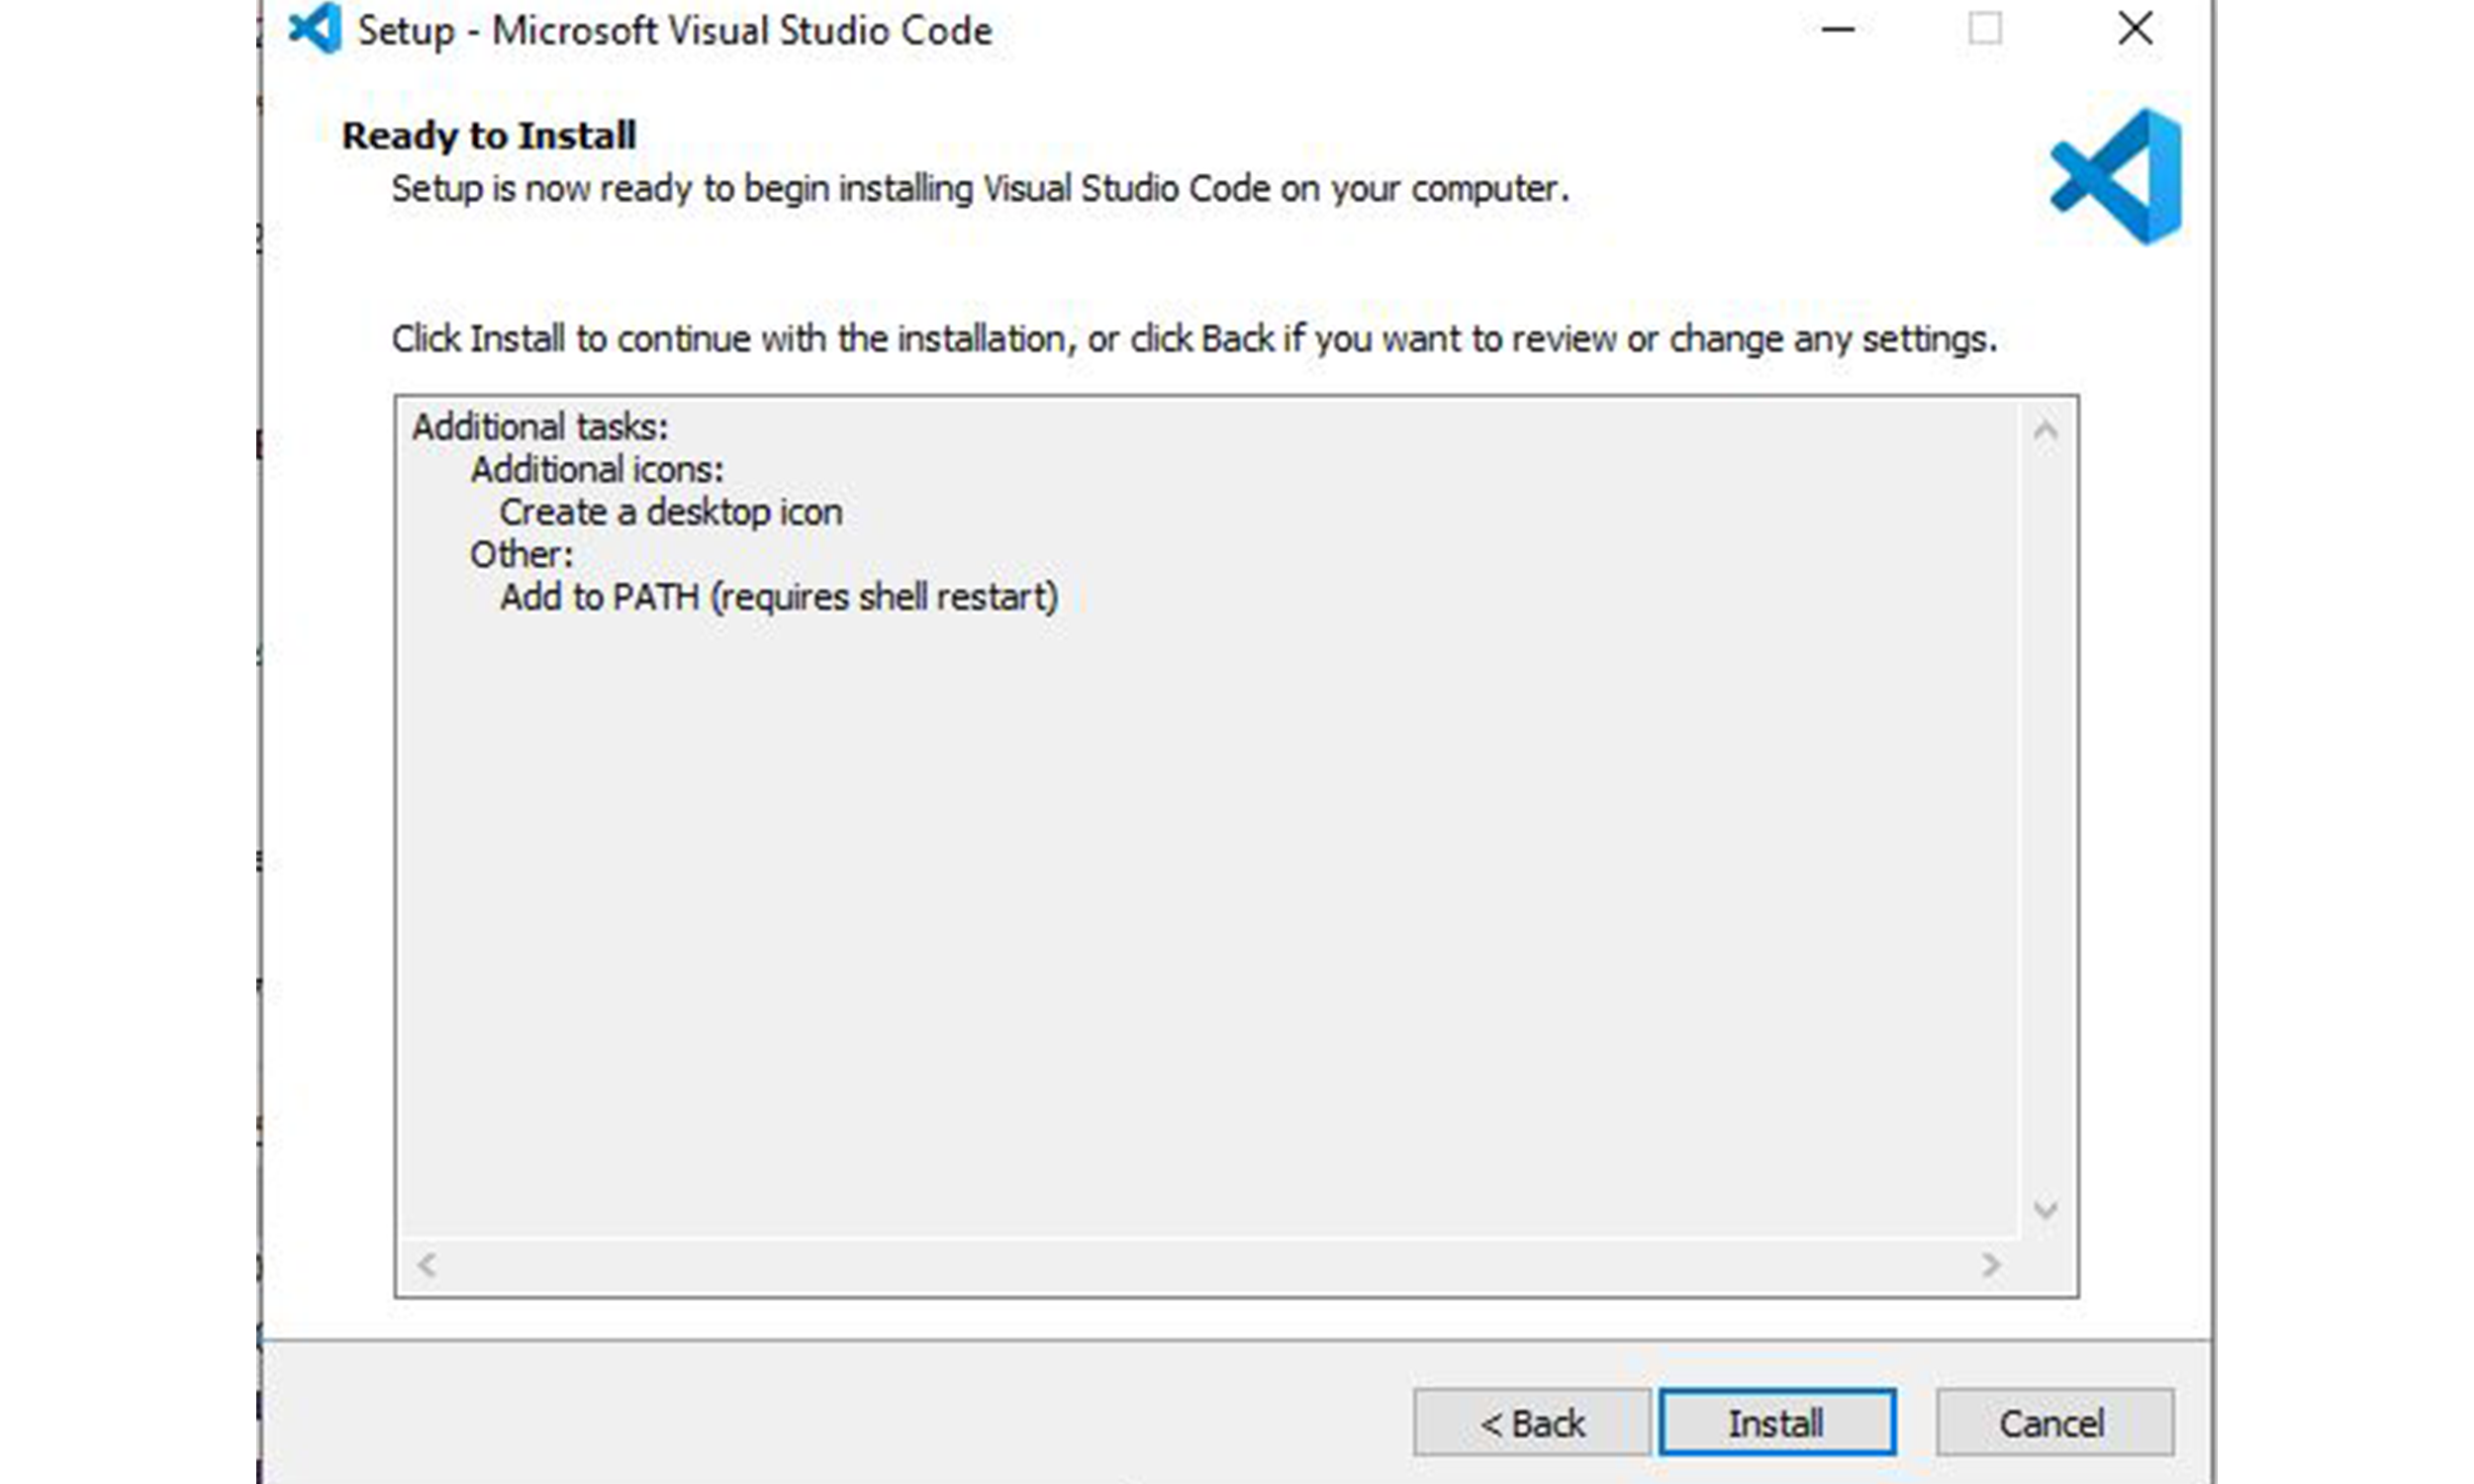 Setup - Microsoft Visual Studio Code
Ready to Install
Setup is now ready to begin installing Visual Studio Code on your computer.
Click Install to continue with the installation, or click Back if you want to review or change any settings.
Additional tasks:
Additional icons:
Create a desktop icon
Other:
Add to PATH (requires shell restart)
< Back
Install
Cancel